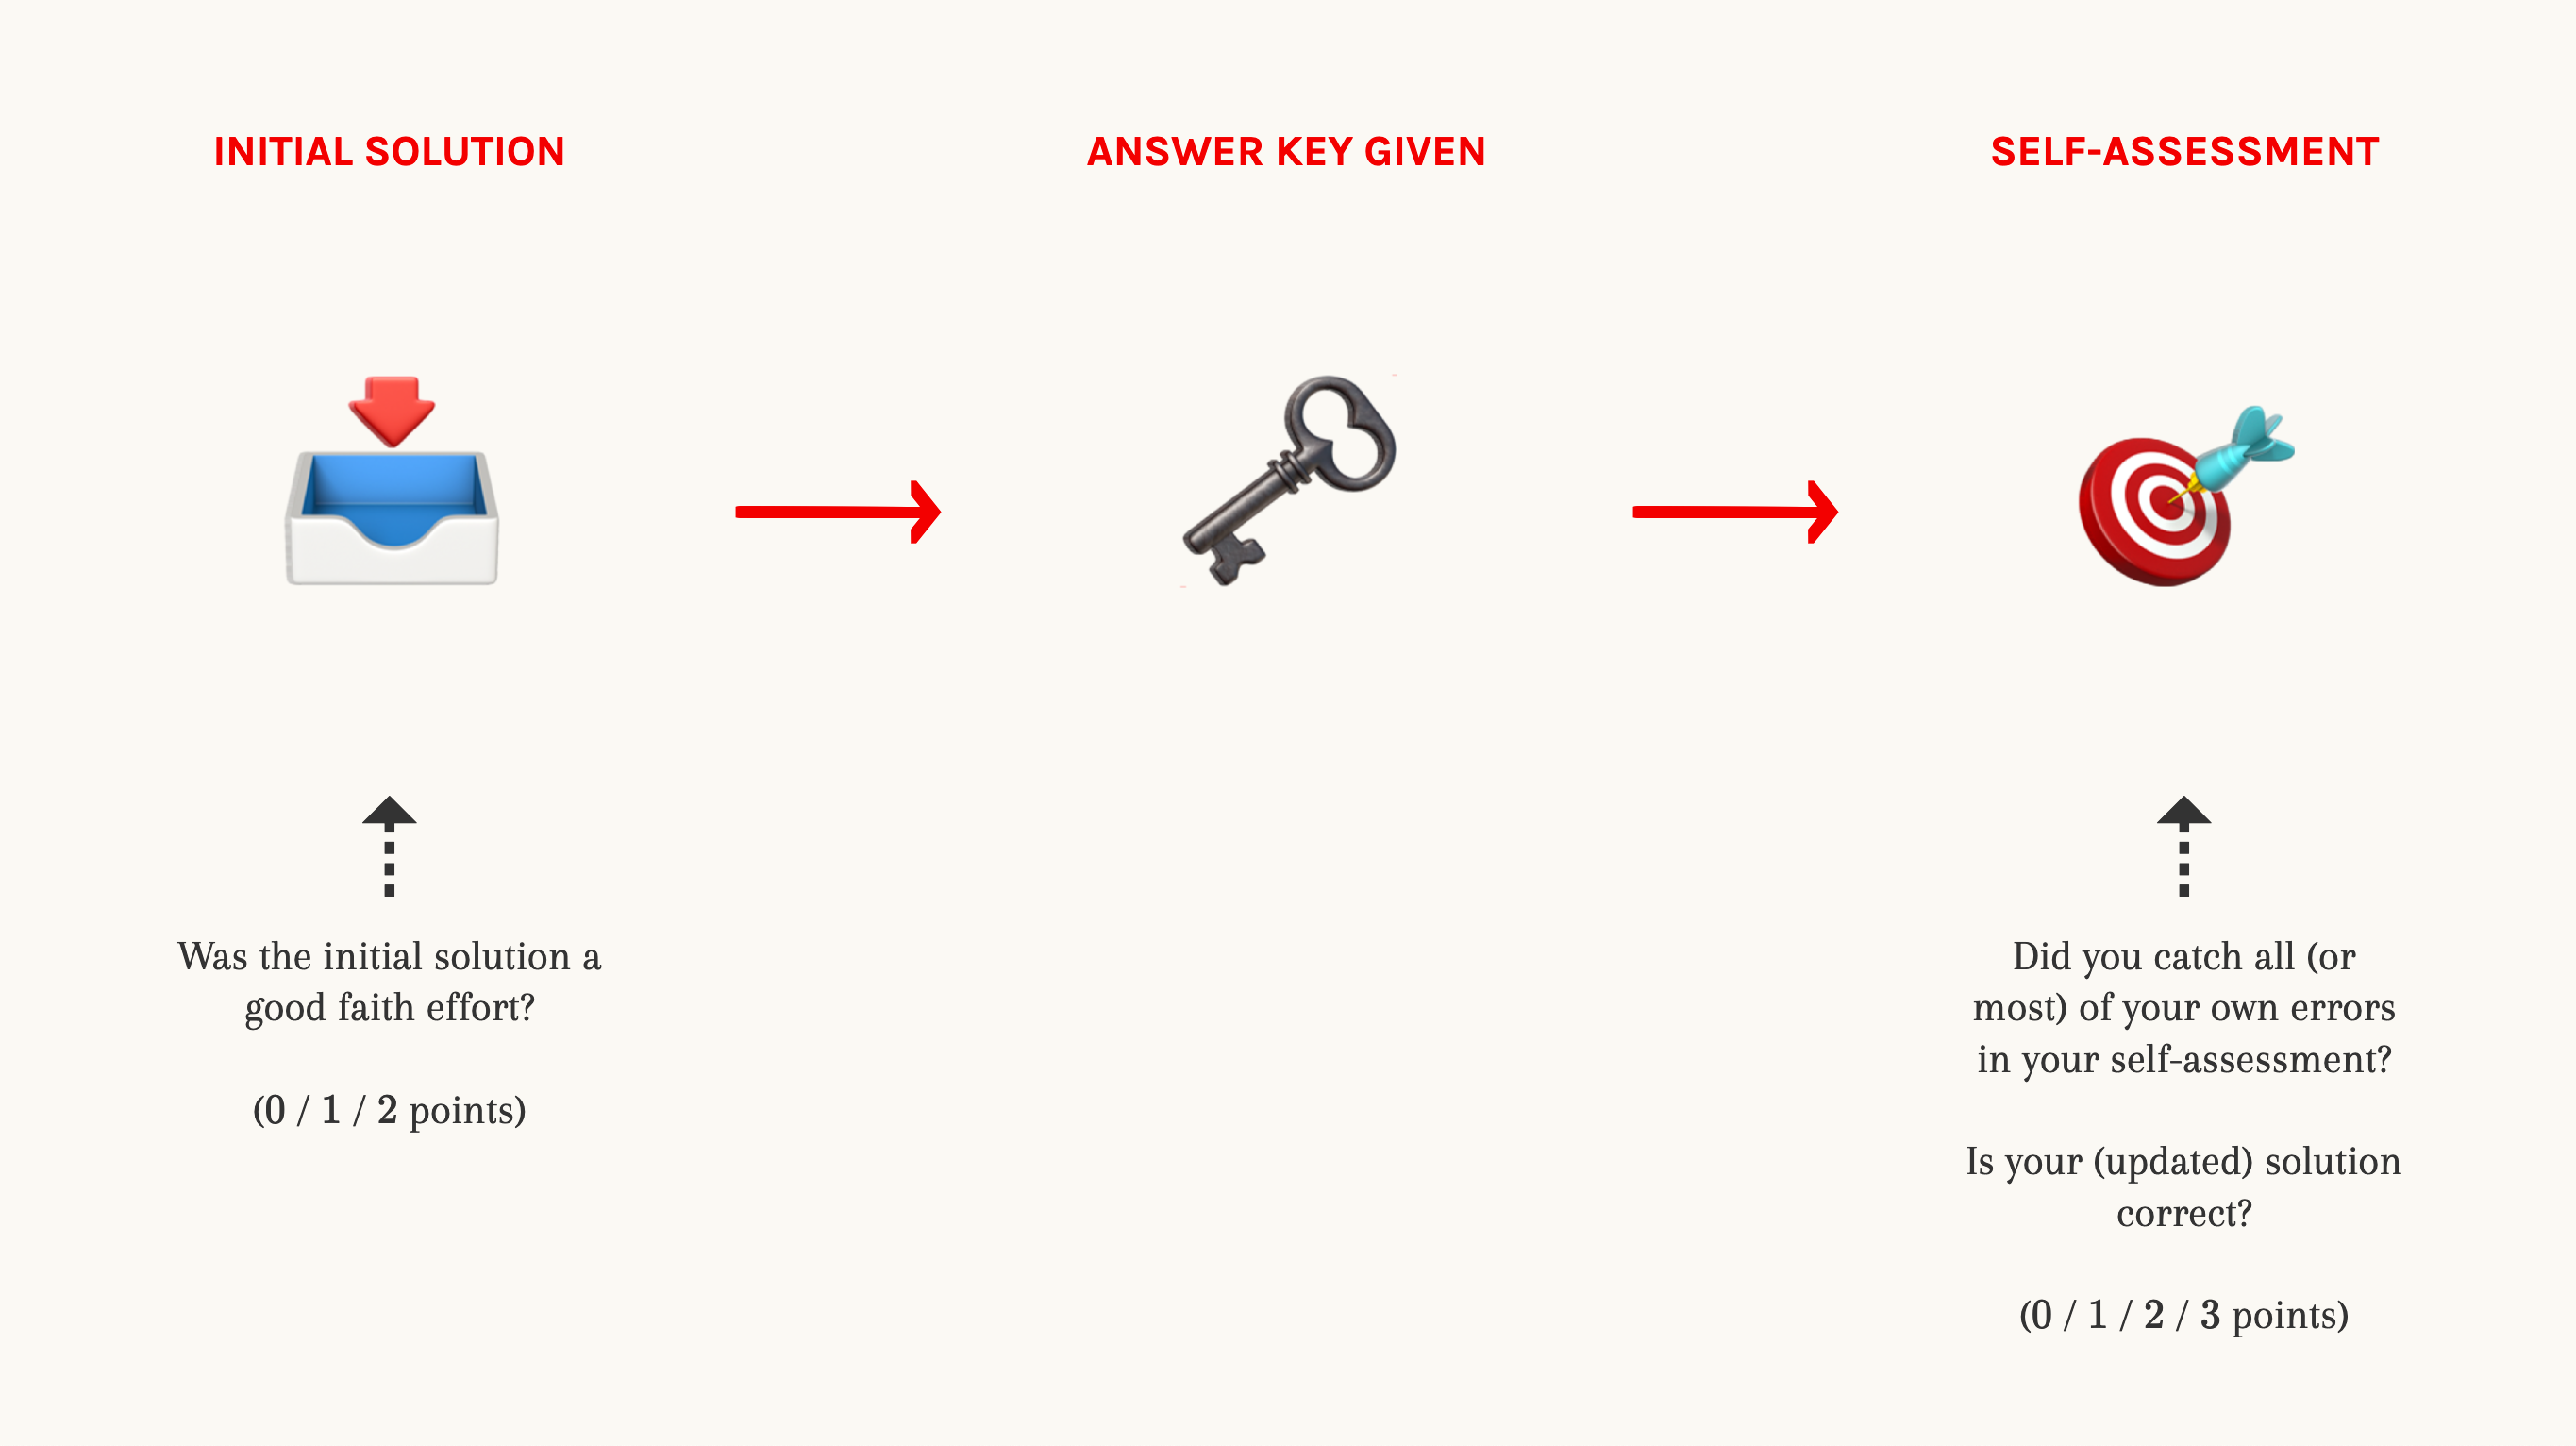 INITIAL SOLUTION
ANSWER KEY GIVEN
SELF-ASSESSMENT
Was the initial solution a
good faith effort?
(0 / 1 / 2 points)
Did you catch all (or
most) of your own errors
in your self-assessment?
Is your (updated) solution
correct?
(0 / 1 / 2 / 3 points)